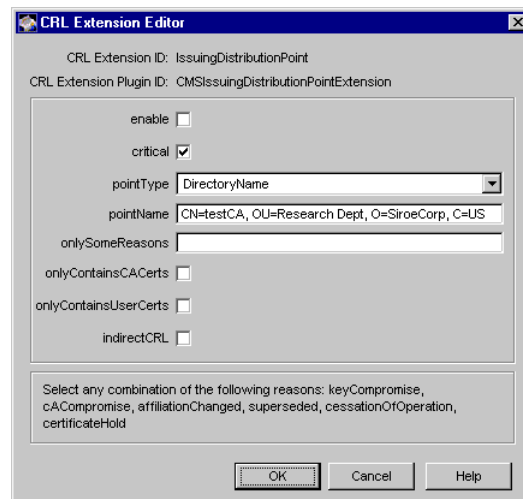 CRL Extension Editor
CRL Extension ID: IssuingDistributionPoint
CRL Extension Plugin ID: CMSIssuingDistributionPointExtension
enable
critical
pointType DirectoryName
pointName CN=testCA, OU=Research Dept, O=SiroeCorp, C=US
onlySomeReasons
onlyContainsCACerts
onlyContainsUserCerts
indirectCRL
Select any combination of the following reasons: keyCompromise,
cACompromise, affiliationChanged, superseded, cessationOfOperation,
certificateHold
OK Cancel Help